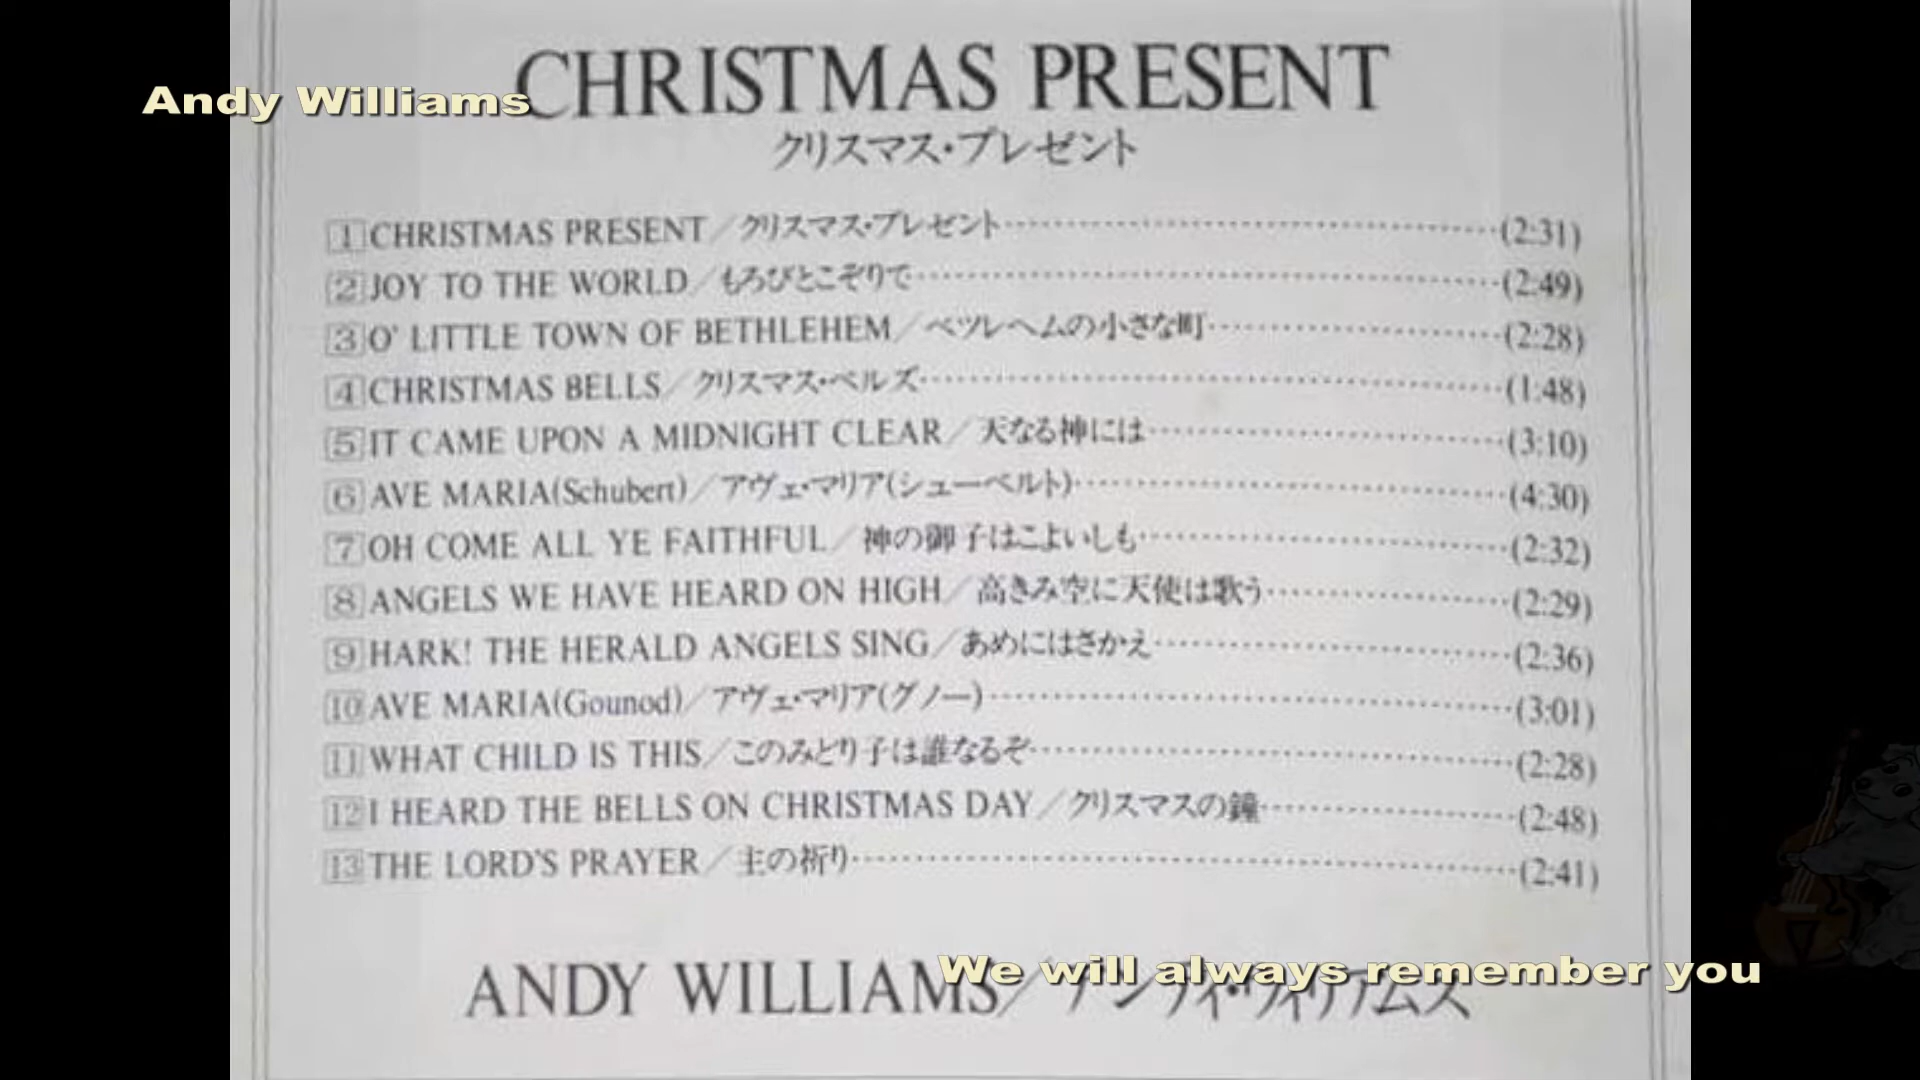 Andy Williams
CHRISTMAS PRESENT
クリスマス・プレゼント
1 CHRISTMAS PRESENT/クリスマス・プレゼント(2:31)
2 JOY TO THE WORLD/もろびとこぞりて(2:49)
3 O' LITTLE TOWN OF BETHLEHEM/ベツレヘムの小さな町(2:28)
4 CHRISTMAS BELLS/クリスマス・ベルズ(1:48)
5 IT CAME UPON A MIDNIGHT CLEAR/天なる神には(3:10)
6 AVE MARIA(Schubert)/アヴェ・マリア(シューベルト)(4:30)
7 OH COME ALL YE FAITHFUL/神の御子はこよいしも(2:32)
8 ANGELS WE HAVE HEARD ON HIGH/高きみ空に天使は歌う(2:29)
9 HARK! THE HERALD ANGELS SING/あめにはさかえ(2:36)
10 AVE MARIA(Gounod)/アヴェ・マリア(グノー)(3:01)
11 WHAT CHILD IS THIS/このみどり子は誰なるぞ(2:28)
12 I HEARD THE BELLS ON CHRISTMAS DAY/クリスマスの鐘(2:48)
13 THE LORD'S PRAYER/主の祈り(2:41)
We will always remember you
ANDY WILLIAMS/アンディ・ウィリアムス